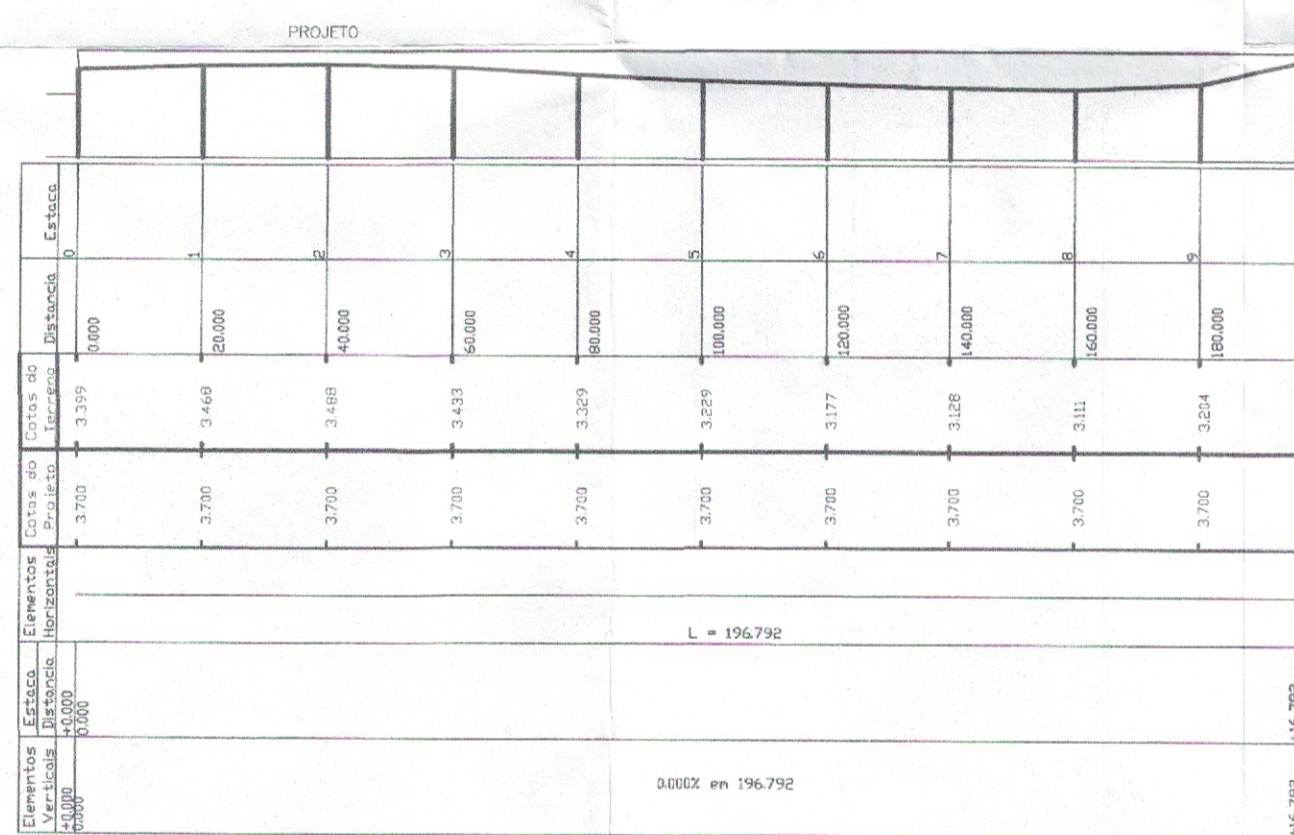 PROJETO
Estaca
0 1 2 3 4 5 6 7 8 9
Distancia
0.000 20.000 40.000 60.000 80.000 100.000 120.000 140.000 160.000 180.000
Cotas do
Terreno
3.399 3.468 3.488 3.433 3.329 3.229 3.177 3.128 3.111 3.204
Cotas do
Projeto
3.700 3.700 3.700 3.700 3.700 3.700 3.700 3.700 3.700 3.700
Elementos
Horizontais
L = 196.792
Estaca
Distancia
+0.000
0.000
Elementos
Verticais
+0.000
0.000
0.000% em 196.792